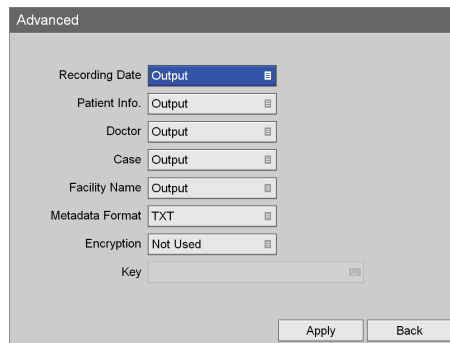 Advanced
Recording Date Output
Patient Info. Output
Doctor Output
Case Output
Facility Name Output
Metadata Format TXT
Encryption Not Used
Key
Apply Back